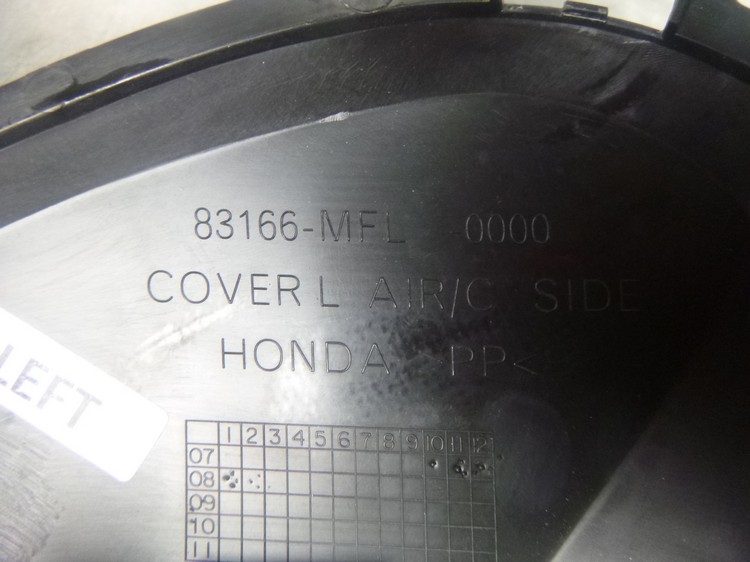 83166-MFL 0000
COVER L AIR/C SIDE
HONDA >PP<
LEFT
1 2 3 4 5 6 7 8 9 10 11 12
07
08
09
10
11